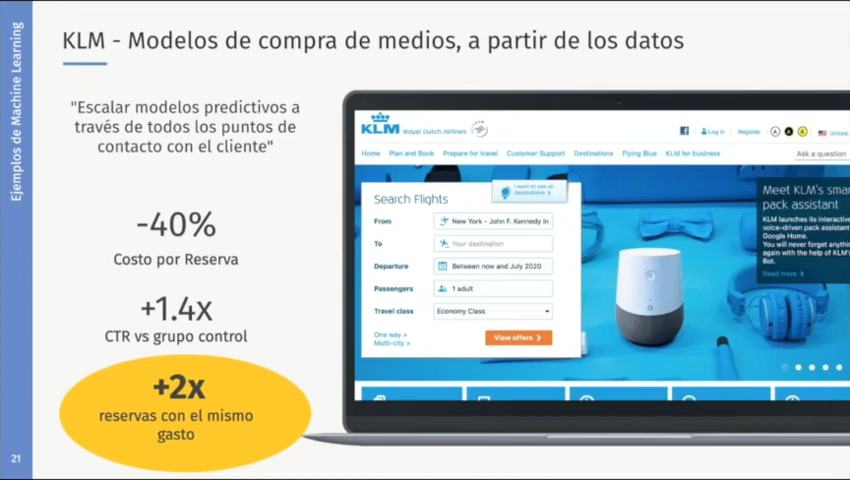 Ejemplos de Machine Learning
KLM - Modelos de compra de medios, a partir de los datos
"Escalar modelos predictivos a
través de todos los puntos de
contacto con el cliente"
-40%
Costo por Reserva
+1.4x
CTR vs grupo control
+2x
reservas con el mismo
gasto
21
KLM Royal Dutch Airlines
Log in
Register
A A A
United
Home Plan and Book Prepare for travel Customer Support Destinations Flying Blue KLM for business
Ask a question
I want to see all
destinations >
Search Flights
From New York - John F. Kennedy In
To Your destination
Departure Between now and July 2020
Passengers 1 adult
Travel class Economy Class
One way >
Multi-city >
View offers >
Meet KLM's sma
pack assistant
KLM launches its interactive
voice-driven pack assistant
Google Home.
You will never forget anythin
again with the help of KLM's
Bot.
Read more >